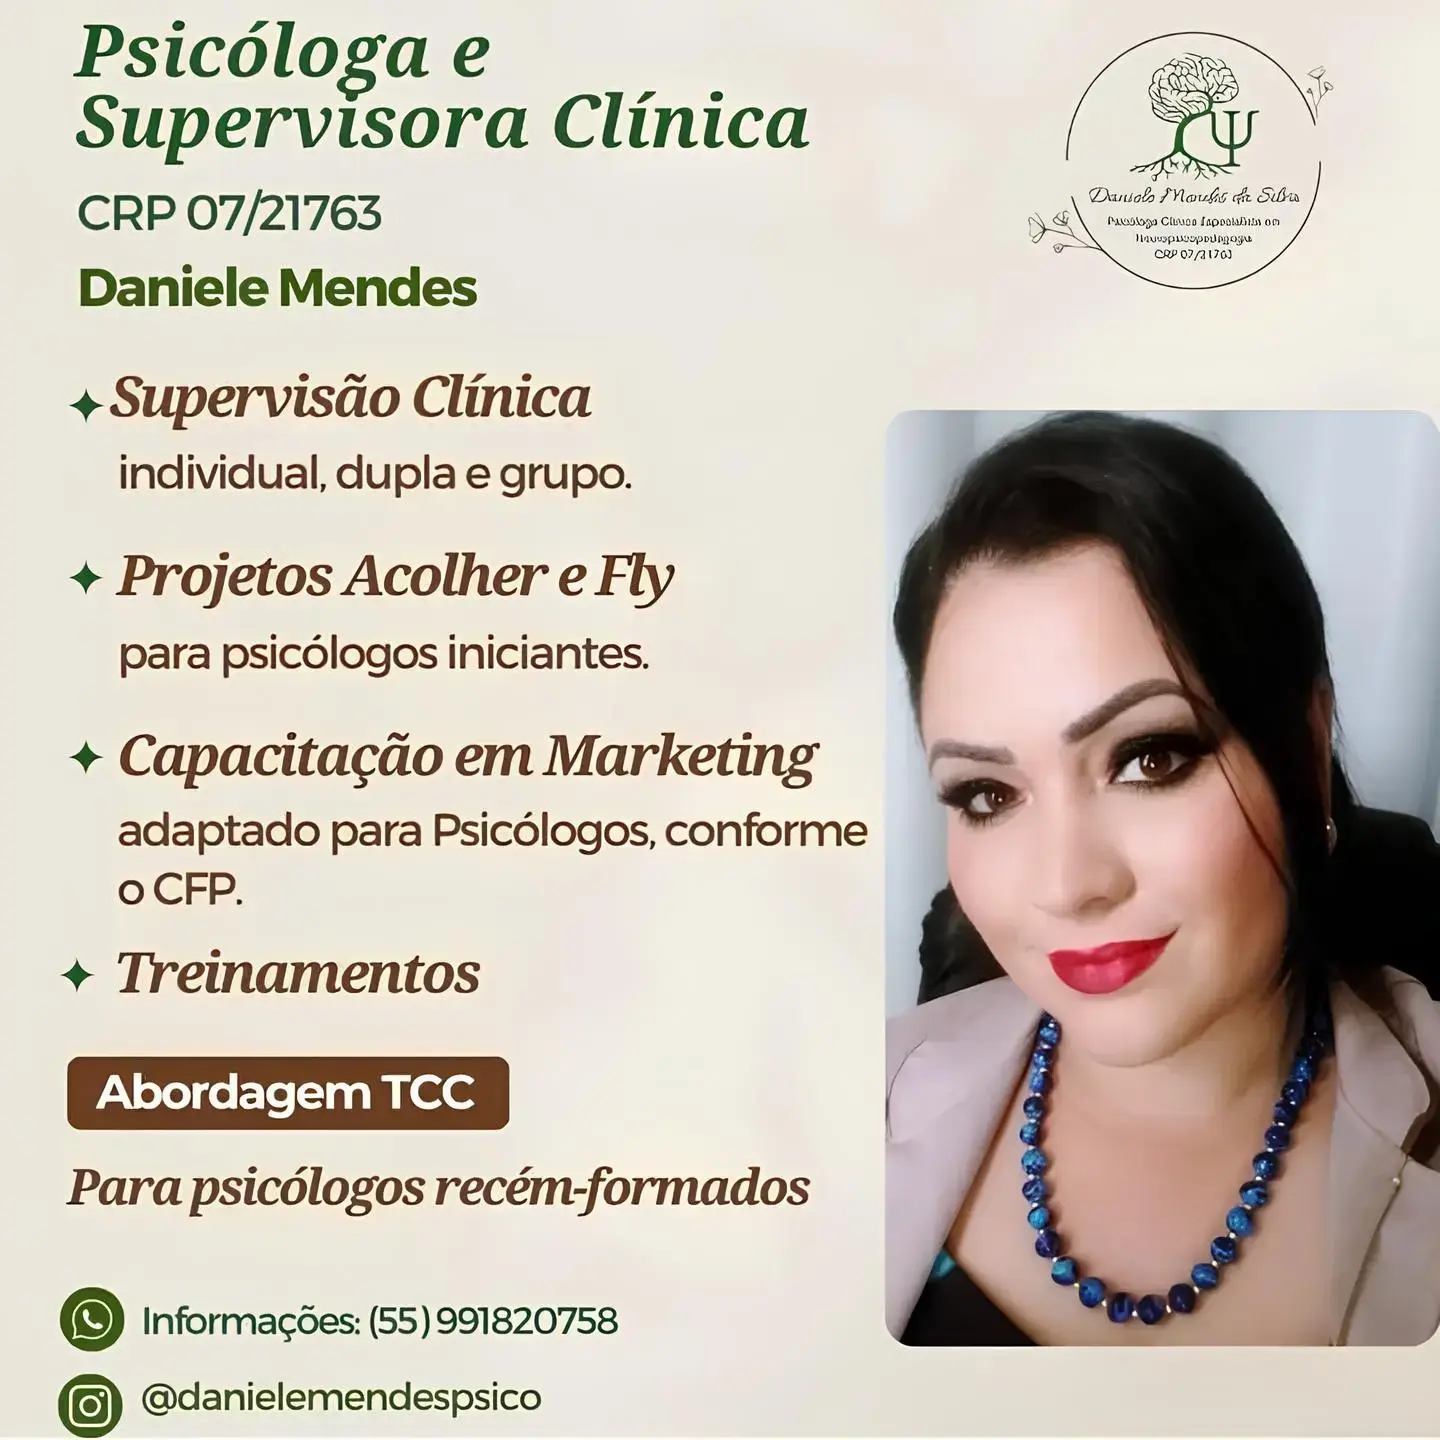 Psicóloga e
Supervisora Clínica
CRP 07/21763
Daniele Mendes
Supervisão Clínica
individual, dupla e grupo.
Projetos Acolher e Fly
para psicólogos iniciantes.
Capacitação em Marketing
adaptado para Psicólogos, conforme
o CFP.
Treinamentos
Abordagem TCC
Para psicólogos recém-formados
Informações: (55) 991820758
@danielemendespsico
CRP 07/21763